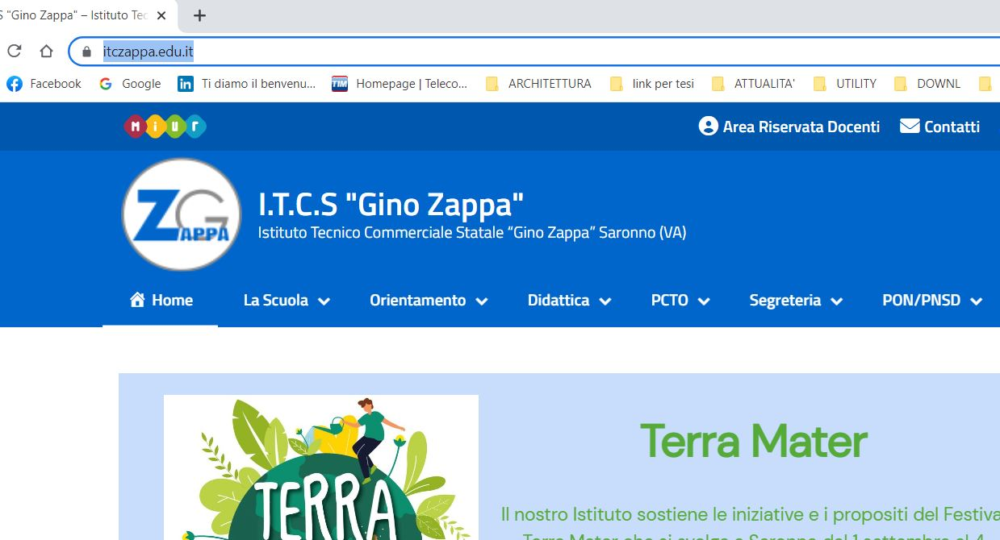 S "Gino Zappa" – Istituto Tec
itczappa.edu.it
Facebook Google Ti diamo il benvenu... TIM Homepage | Teleco... ARCHITETTURA link per tesi ATTUALITA' UTILITY DOWNL
in
Miur
Area Riservata Docenti Contatti
ZG
APPA
I.T.C.S "Gino Zappa"
Istituto Tecnico Commerciale Statale “Gino Zappa” Saronno (VA)
Home La Scuola Orientamento Didattica PCTO Segreteria PON/PNSD
TERRA
Terra Mater
Il nostro Istituto sostiene le iniziative e i propositi del Festiva
Terra Mater che si svolge a Saronno dal 1 settembre al 4